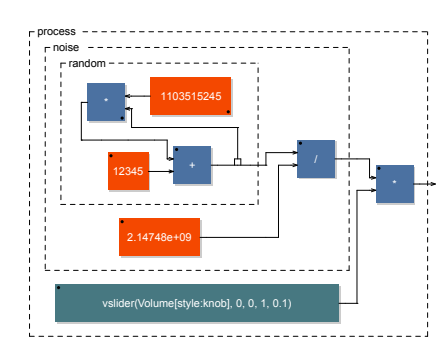 process
noise
random
*
1103515245
12345
+
/
*
2.14748e+09
vslider(Volume[style:knob], 0, 0, 1, 0.1)